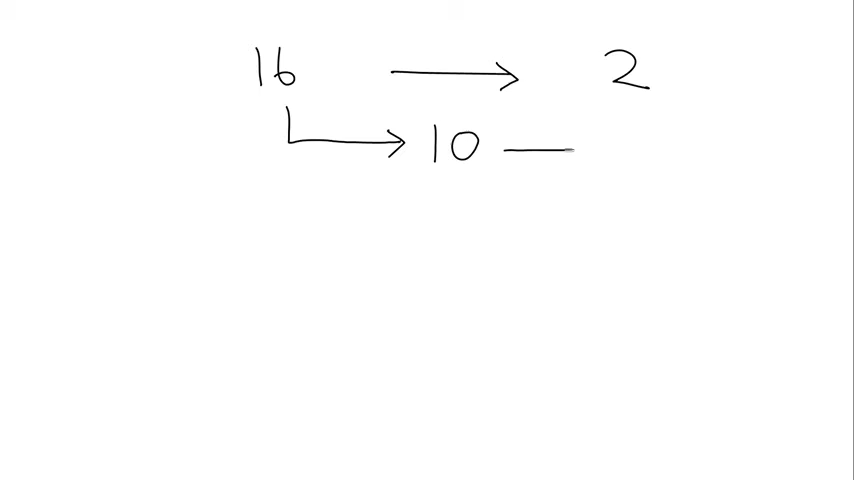 16 → 2
→ 10 —